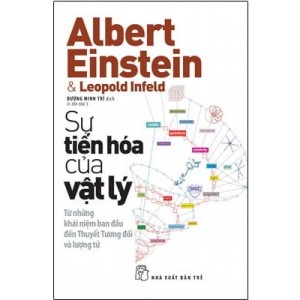 Albert
Einstein
& Leopold Infeld
DƯƠNG MINH TRÍ dịch
Sự
tiến hóa
của
vật lý
Từ những
khái niệm ban đầu
đến Thuyết Tương đối
và lượng tử
NHÀ XUẤT BẢN TRẺ